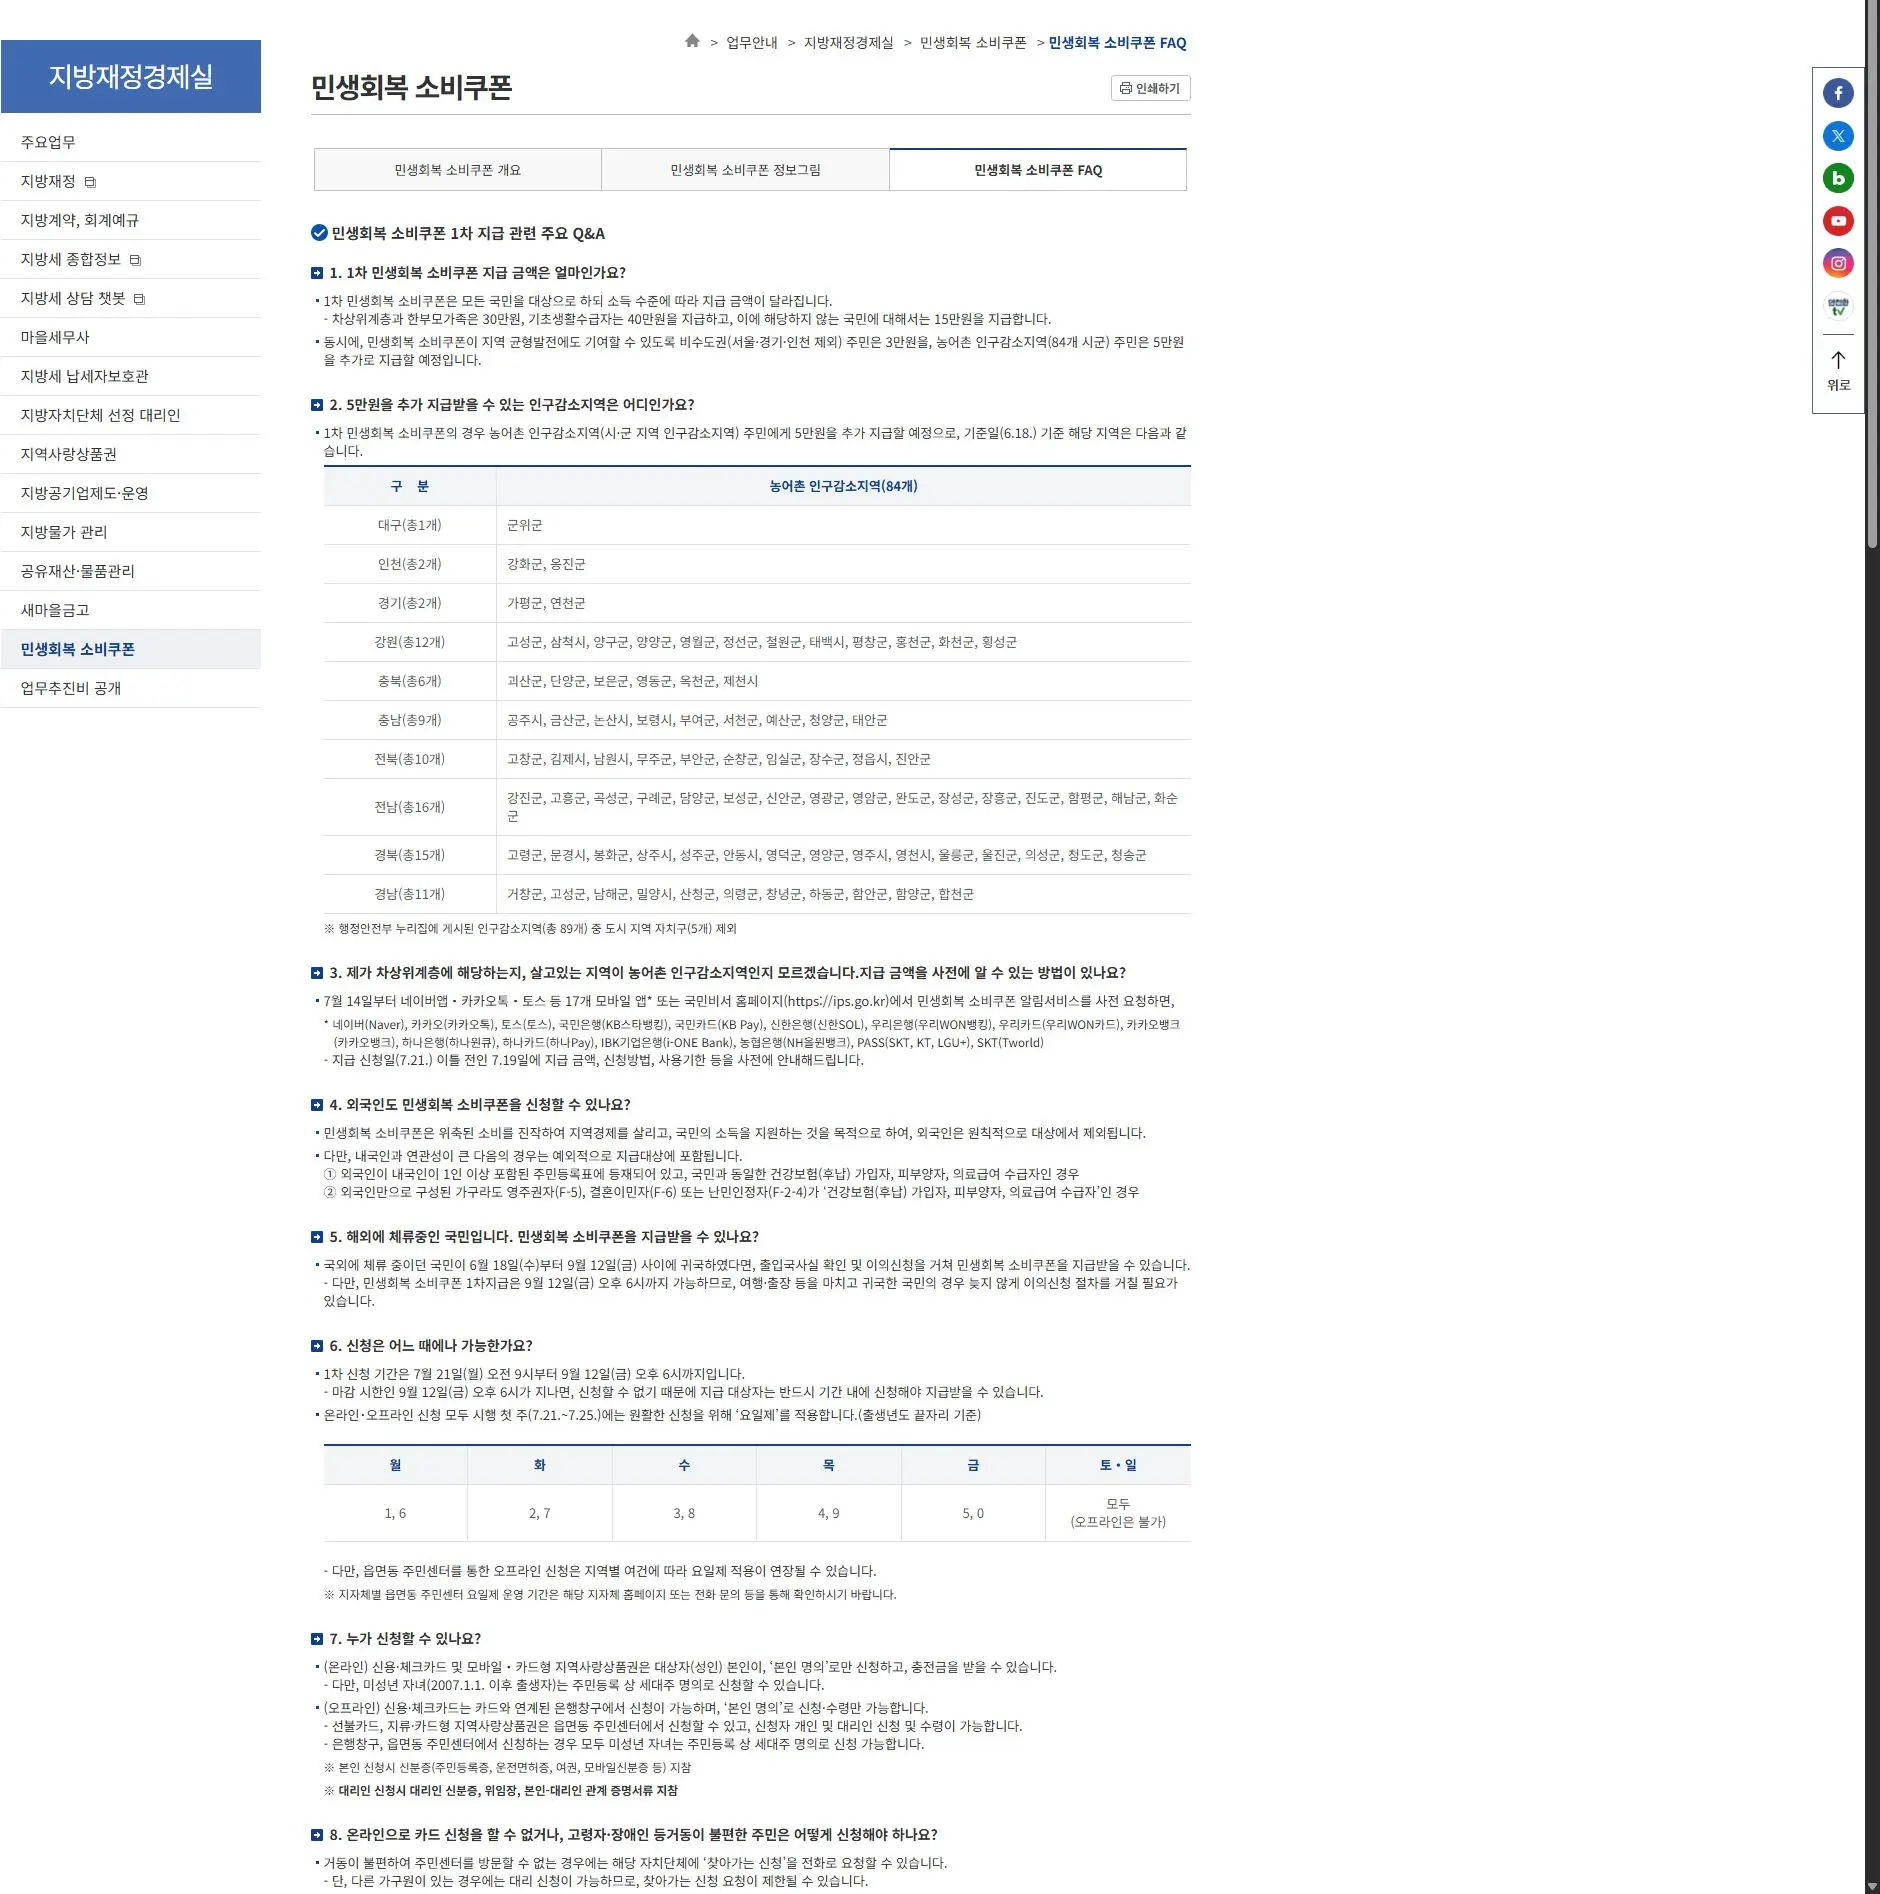 지방재정경제실
주요업무
지방재정
지방계약, 회계예규
지방세 종합정보
지방세 상담 챗봇
마을세무사
지방세 납세자보호관
지방자치단체 선정 대리인
지역사랑상품권
지방공기업제도·운영
지방물가 관리
공유재산·물품관리
새마을금고
민생회복 소비쿠폰
업무추진비 공개
> 업무안내 > 지방재정경제실 > 민생회복 소비쿠폰 > 민생회복 소비쿠폰 FAQ
민생회복 소비쿠폰
인쇄하기
민생회복 소비쿠폰 개요
민생회복 소비쿠폰 정보그림
민생회복 소비쿠폰 FAQ
민생회복 소비쿠폰 1차 지급 관련 주요 Q&A
1. 1차 민생회복 소비쿠폰 지급 금액은 얼마인가요?
1차 민생회복 소비쿠폰은 모든 국민을 대상으로 하되 소득 수준에 따라 지급 금액이 달라집니다.
- 차상위계층과 한부모가족은 30만원, 기초생활수급자는 40만원을 지급하고, 이에 해당하지 않는 국민에 대해서는 15만원을 지급합니다.
동시에, 민생회복 소비쿠폰이 지역 균형발전에도 기여할 수 있도록 비수도권(서울·경기·인천 제외) 주민은 3만원을, 농어촌 인구감소지역(84개 시군) 주민은 5만원
을 추가로 지급할 예정입니다.
2. 5만원을 추가 지급받을 수 있는 인구감소지역은 어디인가요?
1차 민생회복 소비쿠폰의 경우 농어촌 인구감소지역(시·군 지역 인구감소지역) 주민에게 5만원을 추가 지급할 예정으로, 기준일(6.18.) 기준 해당 지역은 다음과 같
습니다.
구 분 농어촌 인구감소지역(84개)
대구(총1개) 군위군
인천(총2개) 강화군, 옹진군
경기(총2개) 가평군, 연천군
강원(총12개) 고성군, 삼척시, 양구군, 양양군, 영월군, 정선군, 철원군, 태백시, 평창군, 홍천군, 화천군, 횡성군
충북(총6개) 괴산군, 단양군, 보은군, 영동군, 옥천군, 제천시
충남(총9개) 공주시, 금산군, 논산시, 보령시, 부여군, 서천군, 예산군, 청양군, 태안군
전북(총10개) 고창군, 김제시, 남원시, 무주군, 부안군, 순창군, 임실군, 장수군, 정읍시, 진안군
전남(총16개) 강진군, 고흥군, 곡성군, 구례군, 담양군, 보성군, 신안군, 영광군, 영암군, 완도군, 장성군, 장흥군, 진도군, 함평군, 해남군, 화순
군
경북(총15개) 고령군, 문경시, 봉화군, 상주시, 성주군, 안동시, 영덕군, 영양군, 영주시, 영천시, 울릉군, 울진군, 의성군, 청도군, 청송군
경남(총11개) 거창군, 고성군, 남해군, 밀양시, 산청군, 의령군, 창녕군, 하동군, 함안군, 함양군, 합천군
※ 행정안전부 누리집에 게시된 인구감소지역(총 89개) 중 도시 지역 자치구(5개) 제외
3. 제가 차상위계층에 해당하는지, 살고있는 지역이 농어촌 인구감소지역인지 모르겠습니다.지급 금액을 사전에 알 수 있는 방법이 있나요?
7월 14일부터 네이버앱・카카오톡・토스 등 17개 모바일 앱* 또는 국민비서 홈페이지(https://ips.go.kr)에서 민생회복 소비쿠폰 알림서비스를 사전 요청하면,
* 네이버(Naver), 카카오(카카오톡), 토스(토스), 국민은행(KB스타뱅킹), 국민카드(KB Pay), 신한은행(신한SOL), 우리은행(우리WON뱅킹), 우리카드(우리WON카드), 카카오뱅크
(카카오뱅크), 하나은행(하나원큐), 하나카드(하나Pay), IBK기업은행(i-ONE Bank), 농협은행(NH올원뱅크), PASS(SKT, KT, LGU+), SKT(Tworld)
- 지급 신청일(7.21.) 이틀 전인 7.19일에 지급 금액, 신청방법, 사용기한 등을 사전에 안내해드립니다.
4. 외국인도 민생회복 소비쿠폰을 신청할 수 있나요?
민생회복 소비쿠폰은 위축된 소비를 진작하여 지역경제를 살리고, 국민의 소득을 지원하는 것을 목적으로 하여, 외국인은 원칙적으로 대상에서 제외됩니다.
다만, 내국인과 연관성이 큰 다음의 경우는 예외적으로 지급대상에 포함됩니다.
① 외국인이 내국인이 1인 이상 포함된 주민등록표에 등재되어 있고, 국민과 동일한 건강보험(후납) 가입자, 피부양자, 의료급여 수급자인 경우
② 외국인만으로 구성된 가구라도 영주권자(F-5), 결혼이민자(F-6) 또는 난민인정자(F-2-4)가 ‘건강보험(후납) 가입자, 피부양자, 의료급여 수급자’인 경우
5. 해외에 체류중인 국민입니다. 민생회복 소비쿠폰을 지급받을 수 있나요?
국외에 체류 중이던 국민이 6월 18일(수)부터 9월 12일(금) 사이에 귀국하였다면, 출입국사실 확인 및 이의신청을 거쳐 민생회복 소비쿠폰을 지급받을 수 있습니다.
- 다만, 민생회복 소비쿠폰 1차지급은 9월 12일(금) 오후 6시까지 가능하므로, 여행·출장 등을 마치고 귀국한 국민의 경우 늦지 않게 이의신청 절차를 거칠 필요가
있습니다.
6. 신청은 어느 때에나 가능한가요?
1차 신청 기간은 7월 21일(월) 오전 9시부터 9월 12일(금) 오후 6시까지입니다.
- 마감 시한인 9월 12일(금) 오후 6시가 지나면, 신청할 수 없기 때문에 지급 대상자는 반드시 기간 내에 신청해야 지급받을 수 있습니다.
온라인·오프라인 신청 모두 시행 첫 주(7.21.~7.25.)에는 원활한 신청을 위해 ‘요일제’를 적용합니다.(출생년도 끝자리 기준)
월 화 수 목 금 토・일
1, 6 2, 7 3, 8 4, 9 5, 0 모두
(오프라인은 불가)
- 다만, 읍면동 주민센터를 통한 오프라인 신청은 지역별 여건에 따라 요일제 적용이 연장될 수 있습니다.
※ 지자체별 읍면동 주민센터 요일제 운영 기간은 해당 지자체 홈페이지 또는 전화 문의 등을 통해 확인하시기 바랍니다.
7. 누가 신청할 수 있나요?
(온라인) 신용·체크카드 및 모바일・카드형 지역사랑상품권은 대상자(성인) 본인이, ‘본인 명의’로만 신청하고, 충전금을 받을 수 있습니다.
- 다만, 미성년 자녀(2007.1.1. 이후 출생자)는 주민등록 상 세대주 명의로 신청할 수 있습니다.
(오프라인) 신용·체크카드는 카드와 연계된 은행창구에서 신청이 가능하며, ‘본인 명의’로 신청·수령만 가능합니다.
- 선불카드, 지류·카드형 지역사랑상품권은 읍면동 주민센터에서 신청할 수 있고, 신청자 개인 및 대리인 신청 및 수령이 가능합니다.
- 은행창구, 읍면동 주민센터에서 신청하는 경우 모두 미성년 자녀는 주민등록 상 세대주 명의로 신청 가능합니다.
※ 본인 신청시 신분증(주민등록증, 운전면허증, 여권, 모바일신분증 등) 지참
※ 대리인 신청시 대리인 신분증, 위임장, 본인-대리인 관계 증명서류 지참
8. 온라인으로 카드 신청을 할 수 없거나, 고령자·장애인 등거동이 불편한 주민은 어떻게 신청해야 하나요?
거동이 불편하여 주민센터를 방문할 수 없는 경우에는 해당 자치단체에 ‘찾아가는 신청’을 전화로 요청할 수 있습니다.
- 단, 다른 가구원이 있는 경우에는 대리 신청이 가능하므로, 찾아가는 신청 요청이 제한될 수 있습니다.
안전한
tv
위로